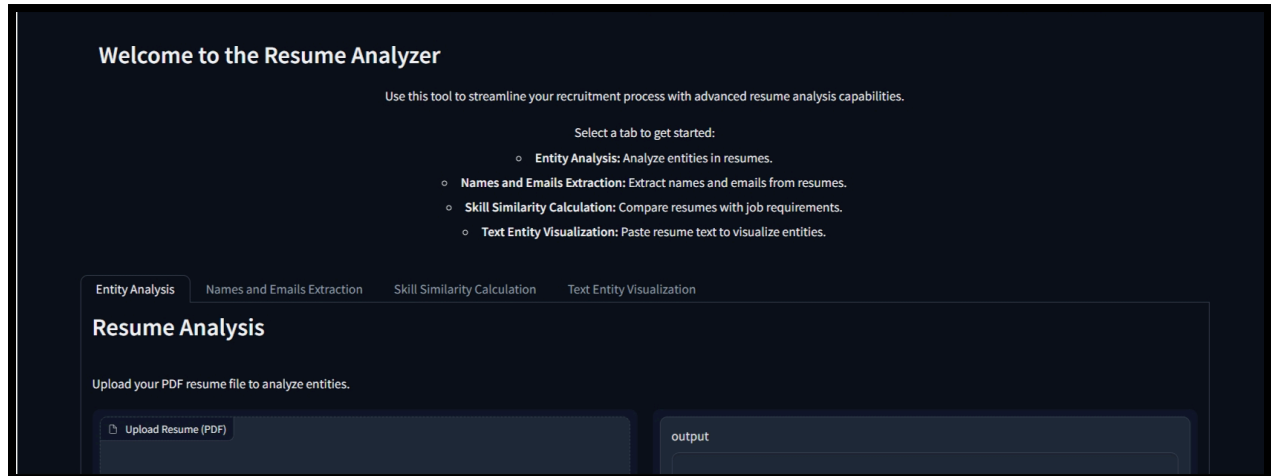 Welcome to the Resume Analyzer
Use this tool to streamline your recruitment process with advanced resume analysis capabilities.
Select a tab to get started:
Entity Analysis: Analyze entities in resumes.
Names and Emails Extraction: Extract names and emails from resumes.
Skill Similarity Calculation: Compare resumes with job requirements.
Text Entity Visualization: Paste resume text to visualize entities.
Entity Analysis Names and Emails Extraction Skill Similarity Calculation Text Entity Visualization
Resume Analysis
Upload your PDF resume file to analyze entities.
Upload Resume (PDF)
output